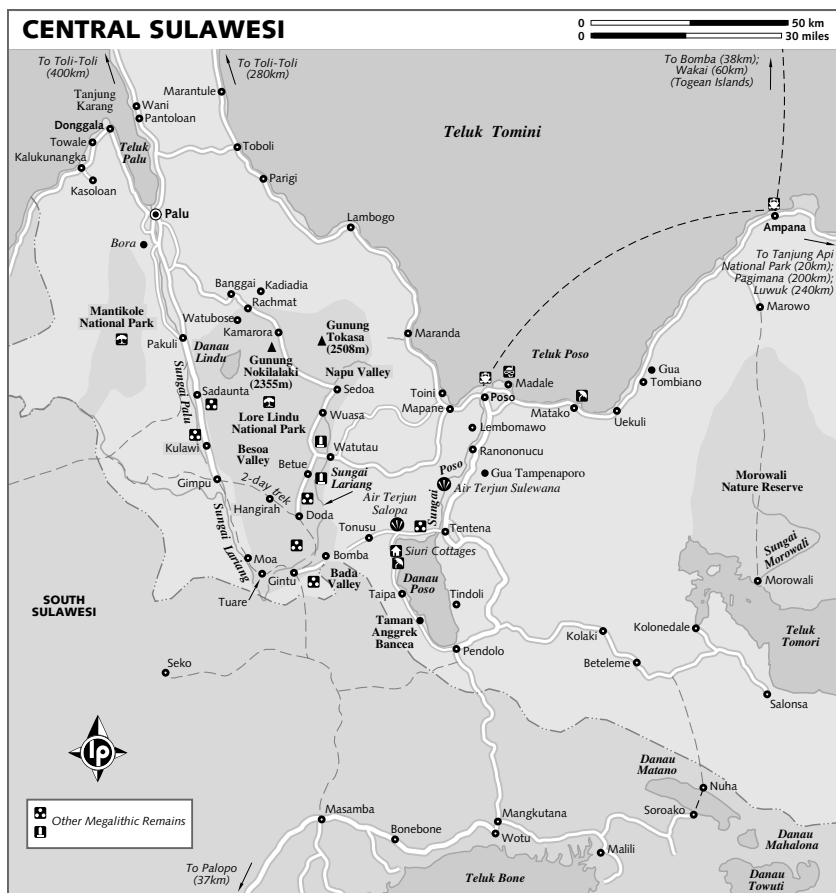 CENTRAL SULAWESI
0 50 km
0 30 miles
To Toli-Toli
(400km)
To Toli-Toli
(280km)
To Bomba (38km);
Wakai (60km)
(Togean Islands)
Marantule
Tanjung
Karang
Wani
Pantoloan
Donggala
Towale
Kalukunangka
Kasoloan
Teluk
Palu
Toboli
Parigi
Teluk Tomini
Palu
Lambogo
Ampana
Bora
To Tanjung Api
National Park (20km);
Pagimana (200km);
Luwuk (240km)
Banggai
Kadiadia
Rachmat
Watubose
Kamarora
Mantikole
National Park
Pakuli
Danau
Lindu
Gunung
Tokasa
(2508m)
Gunung
Nokilalaki
(2355m)
Maranda
Marowo
Teluk Poso
Napu Valley
Sedoa
Toini
Mapane
Poso
Madale
Matako
Uekuli
Gua
Tombiano
Sungai Palu
Sadaunta
Lore Lindu
National Park
Wuasa
Lembomawo
Ranononucu
Kulawi
Besoa
Valley
Watutau
Betue
Sungai
Lariang
Gua Tampenaporo
Sungai Poso
Air Terjun Sulewana
Morowali
Nature Reserve
Gimpu
2-day trek
Hangirah
Doda
Air Terjun
Salopa
Tonusu
Tentena
Sungai Lariang
Moa
Bomba
Siuri Cottages
Sungai
Morowali
Gintu
Bada
Valley
Danau
Poso
Morowali
SOUTH
SULAWESI
Tuare
Taipa
Tindoli
Taman
Anggrek
Bancea
Kolaki
Kolonedale
Teluk
Tomori
Pendolo
Beteleme
Seko
Salonsa
lp
Danau
Matano
Nuha
Soroako
Other Megalithic Remains
Masamba
Mangkutana
Bonebone
Wotu
Malili
Danau
Mahalona
To Palopo
(37km)
Teluk Bone
Danau
Towuti